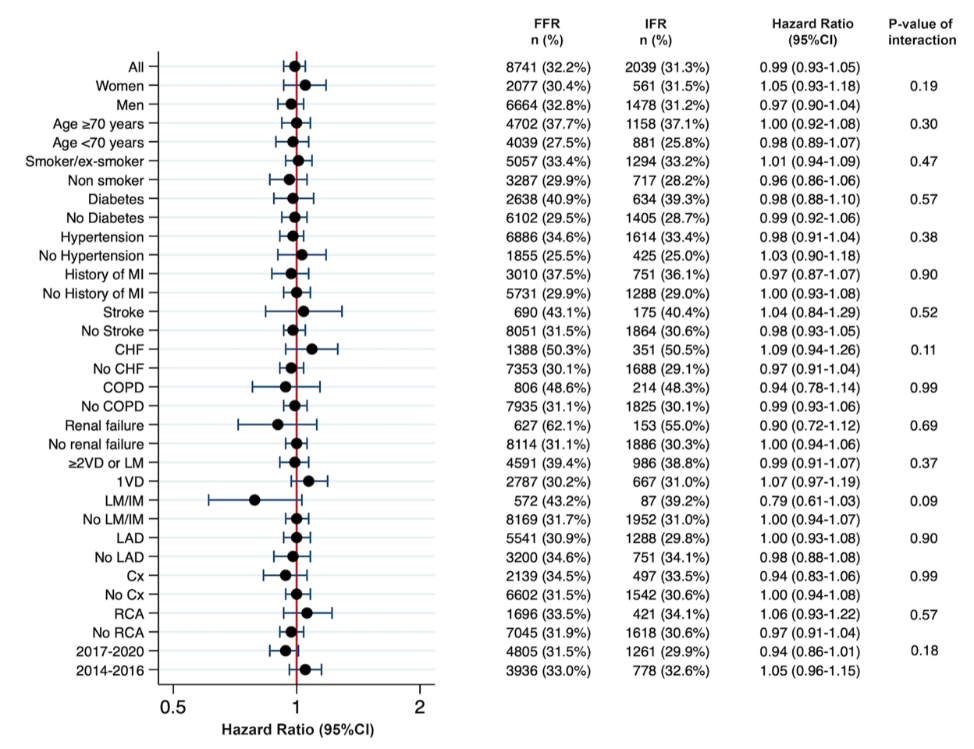 FFR IFR Hazard Ratio P-value of
n (%) n (%) (95%CI) interaction
All 8741 (32.2%) 2039 (31.3%) 0.99 (0.93-1.05)
Women 2077 (30.4%) 561 (31.5%) 1.05 (0.93-1.18) 0.19
Men 6664 (32.8%) 1478 (31.2%) 0.97 (0.90-1.04)
Age ≥70 years 4702 (37.7%) 1158 (37.1%) 1.00 (0.92-1.08) 0.30
Age <70 years 4039 (27.5%) 881 (25.8%) 0.98 (0.89-1.07)
Smoker/ex-smoker 5057 (33.4%) 1294 (33.2%) 1.01 (0.94-1.09) 0.47
Non smoker 3287 (29.9%) 717 (28.2%) 0.96 (0.86-1.06)
Diabetes 2638 (40.9%) 634 (39.3%) 0.98 (0.88-1.10) 0.57
No Diabetes 6102 (29.5%) 1405 (28.7%) 0.99 (0.92-1.06)
Hypertension 6886 (34.6%) 1614 (33.4%) 0.98 (0.91-1.04) 0.38
No Hypertension 1855 (25.5%) 425 (25.0%) 1.03 (0.90-1.18)
History of MI 3010 (37.5%) 751 (36.1%) 0.97 (0.87-1.07) 0.90
No History of MI 5731 (29.9%) 1288 (29.0%) 1.00 (0.93-1.08)
Stroke 690 (43.1%) 175 (40.4%) 1.04 (0.84-1.29) 0.52
No Stroke 8051 (31.5%) 1864 (30.6%) 0.98 (0.93-1.05)
CHF 1388 (50.3%) 351 (50.5%) 1.09 (0.94-1.26) 0.11
No CHF 7353 (30.1%) 1688 (29.1%) 0.97 (0.91-1.04)
COPD 806 (48.6%) 214 (48.3%) 0.94 (0.78-1.14) 0.99
No COPD 7935 (31.1%) 1825 (30.1%) 0.99 (0.93-1.06)
Renal failure 627 (62.1%) 153 (55.0%) 0.90 (0.72-1.12) 0.69
No renal failure 8114 (31.1%) 1886 (30.3%) 1.00 (0.94-1.06)
≥2VD or LM 4591 (39.4%) 986 (38.8%) 0.99 (0.91-1.07) 0.37
1VD 2787 (30.2%) 667 (31.0%) 1.07 (0.97-1.19)
LM/IM 572 (43.2%) 87 (39.2%) 0.79 (0.61-1.03) 0.09
No LM/IM 8169 (31.7%) 1952 (31.0%) 1.00 (0.94-1.07)
LAD 5541 (30.9%) 1288 (29.8%) 1.00 (0.93-1.08) 0.90
No LAD 3200 (34.6%) 751 (34.1%) 0.98 (0.88-1.08)
Cx 2139 (34.5%) 497 (33.5%) 0.94 (0.83-1.06) 0.99
No Cx 6602 (31.5%) 1542 (30.6%) 1.00 (0.94-1.08)
RCA 1696 (33.5%) 421 (34.1%) 1.06 (0.93-1.22) 0.57
No RCA 7045 (31.9%) 1618 (30.6%) 0.97 (0.91-1.04)
2017-2020 4805 (31.5%) 1261 (29.9%) 0.94 (0.86-1.01) 0.18
2014-2016 3936 (33.0%) 778 (32.6%) 1.05 (0.96-1.15)
0.5 1 2
Hazard Ratio (95%CI)